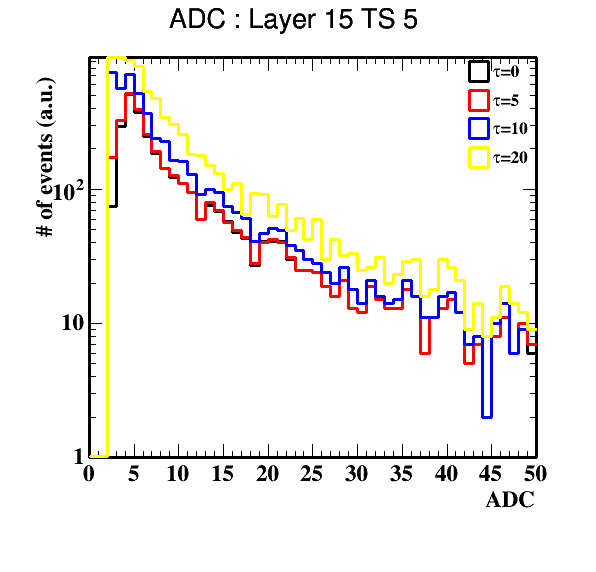 ADC : Layer 15 TS 5
# of events (a.u.)
10²
10
1
τ=0
τ=5
τ=10
τ=20
0 5 10 15 20 25 30 35 40 45 50
ADC